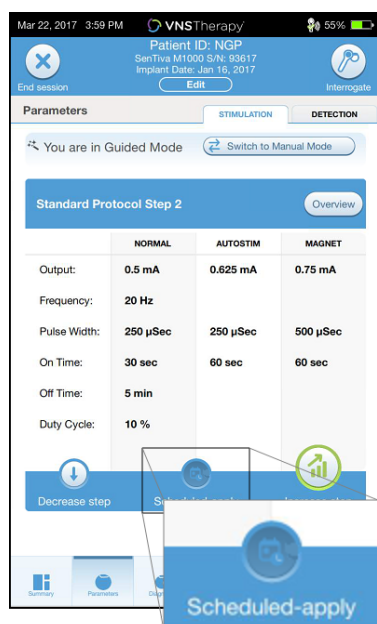 Mar 22, 2017 3:59 PM VNSTherapy 55%
Patient ID: NGP
SenTiva M1000 S/N: 93617
Implant Date: Jan 16, 2017
End session Edit Interrogate
Parameters STIMULATION DETECTION
You are in Guided Mode Switch to Manual Mode
Standard Protocol Step 2 Overview
NORMAL AUTOSTIM MAGNET
Output: 0.5 mA 0.625 mA 0.75 mA
Frequency: 20 Hz
Pulse Width: 250 µSec 250 µSec 500 µSec
On Time: 30 sec 60 sec 60 sec
Off Time: 5 min
Duty Cycle: 10 %
Decrease step
Summary Parameters
Scheduled-apply